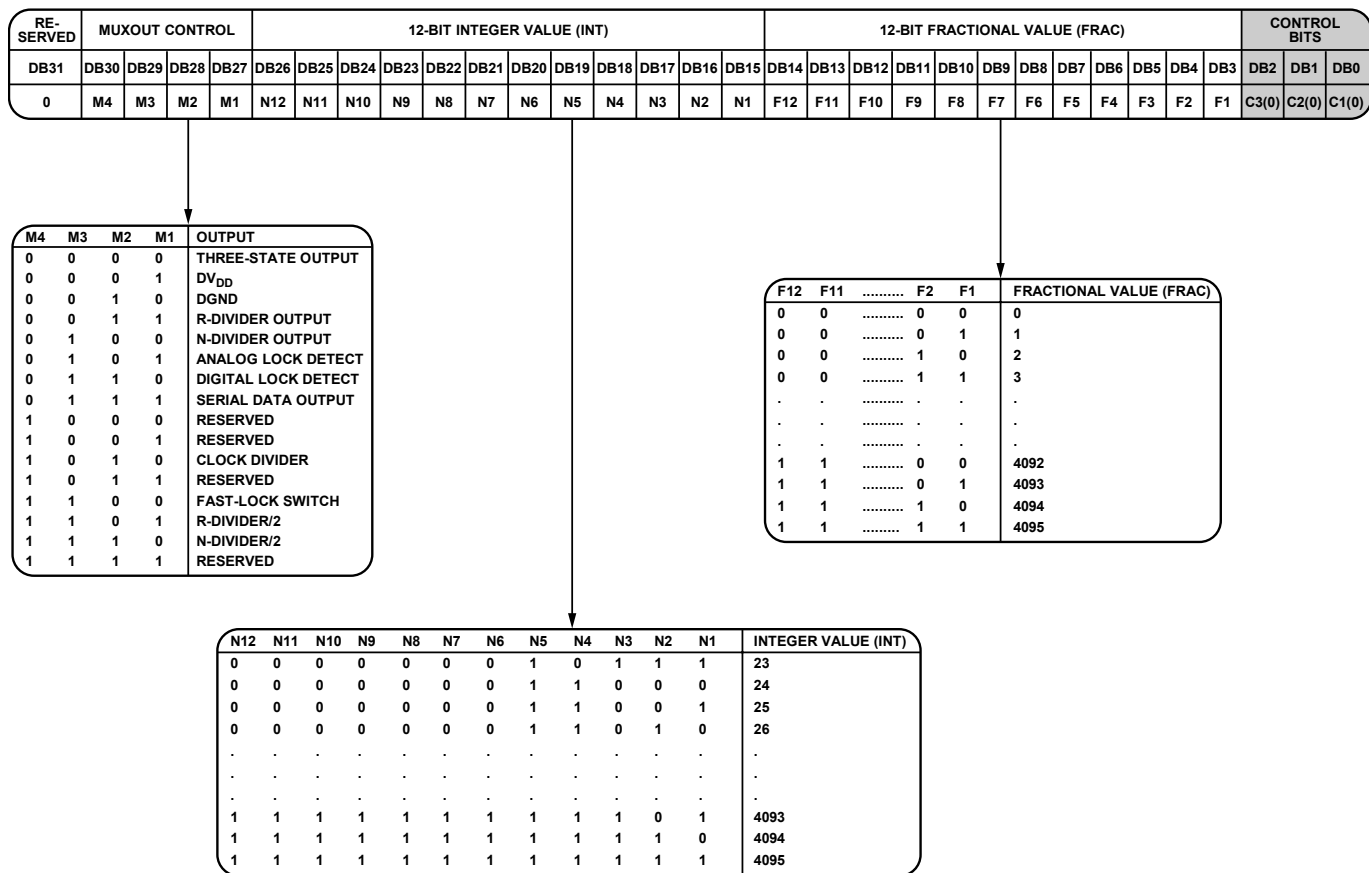 RE-
SERVED MUXOUT CONTROL 12-BIT INTEGER VALUE (INT) 12-BIT FRACTIONAL VALUE (FRAC) CONTROL
BITS
DB31 DB30 DB29 DB28 DB27 DB26 DB25 DB24 DB23 DB22 DB21 DB20 DB19 DB18 DB17 DB16 DB15 DB14 DB13 DB12 DB11 DB10 DB9 DB8 DB7 DB6 DB5 DB4 DB3 DB2 DB1 DB0
0 M4 M3 M2 M1 N12 N11 N10 N9 N8 N7 N6 N5 N4 N3 N2 N1 F12 F11 F10 F9 F8 F7 F6 F5 F4 F3 F2 F1 C3(0) C2(0) C1(0)
M4 M3 M2 M1 OUTPUT
0 0 0 0 THREE-STATE OUTPUT
0 0 0 1 DVDD
0 0 1 0 DGND
0 0 1 1 R-DIVIDER OUTPUT
0 1 0 0 N-DIVIDER OUTPUT
0 1 0 1 ANALOG LOCK DETECT
0 1 1 0 DIGITAL LOCK DETECT
0 1 1 1 SERIAL DATA OUTPUT
1 0 0 0 RESERVED
1 0 0 1 RESERVED
1 0 1 0 CLOCK DIVIDER
1 0 1 1 RESERVED
1 1 0 0 FAST-LOCK SWITCH
1 1 0 1 R-DIVIDER/2
1 1 1 0 N-DIVIDER/2
1 1 1 1 RESERVED
F12 F11 .......... F2 F1 FRACTIONAL VALUE (FRAC)
0 0 .......... 0 0 0
0 0 .......... 0 1 1
0 0 .......... 1 0 2
0 0 .......... 1 1 3
. . .......... . . .
. . .......... . . .
. . .......... . . .
1 1 .......... 0 0 4092
1 1 .......... 0 1 4093
1 1 .......... 1 0 4094
1 1 ......... 1 1 4095
N12 N11 N10 N9 N8 N7 N6 N5 N4 N3 N2 N1 INTEGER VALUE (INT)
0 0 0 0 0 0 0 1 0 1 1 1 23
0 0 0 0 0 0 0 1 1 0 0 0 24
0 0 0 0 0 0 0 1 1 0 0 1 25
0 0 0 0 0 0 0 1 1 0 1 0 26
. . . . . . . . . . . . .
. . . . . . . . . . . . .
. . . . . . . . . . . . .
1 1 1 1 1 1 1 1 1 1 0 1 4093
1 1 1 1 1 1 1 1 1 1 1 0 4094
1 1 1 1 1 1 1 1 1 1 1 1 4095